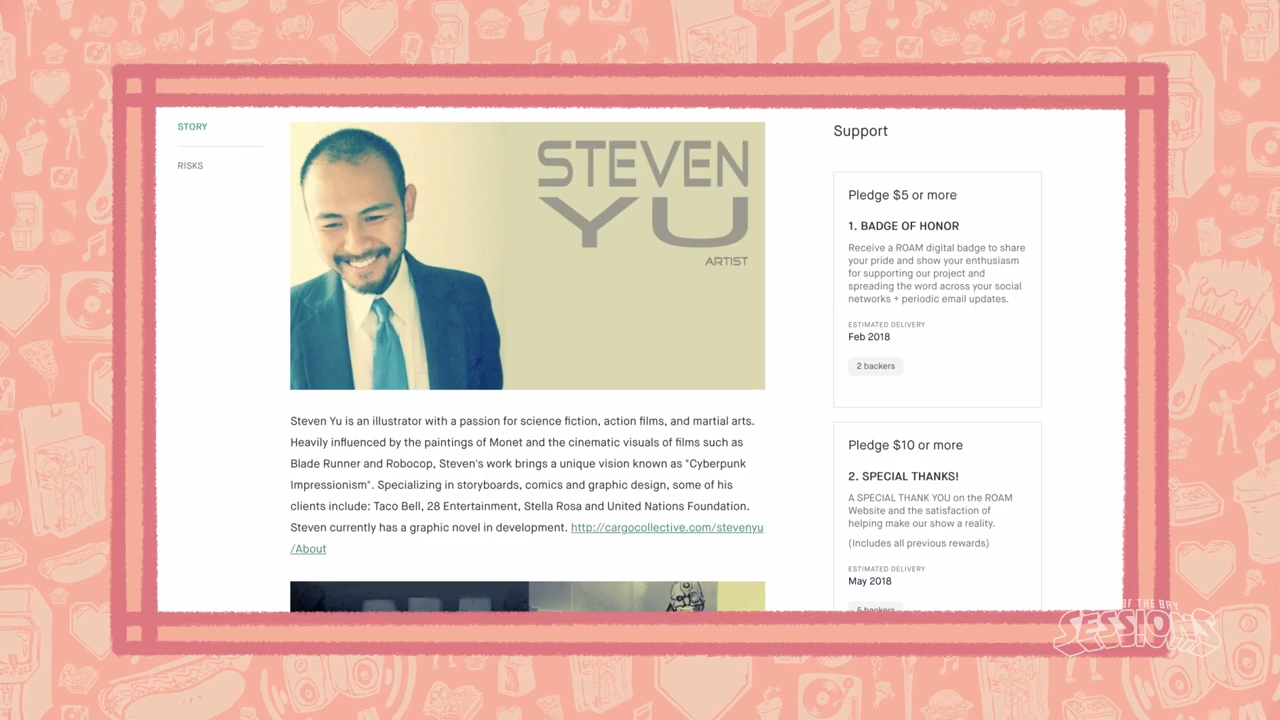 STORY
RISKS
STEVEN
YU
ARTIST
Steven Yu is an illustrator with a passion for science fiction, action films, and martial arts.
Heavily influenced by the paintings of Monet and the cinematic visuals of films such as
Blade Runner and Robocop, Steven's work brings a unique vision known as "Cyberpunk
Impressionism". Specializing in storyboards, comics and graphic design, some of his
clients include: Taco Bell, 28 Entertainment, Stella Rosa and United Nations Foundation.
Steven currently has a graphic novel in development. http://cargocollective.com/stevenyu
/About
Support
Pledge $5 or more
1. BADGE OF HONOR
Receive a ROAM digital badge to share
your pride and show your enthusiasm
for supporting our project and
spreading the word across your social
networks + periodic email updates.
ESTIMATED DELIVERY
Feb 2018
2 backers
Pledge $10 or more
2. SPECIAL THANKS!
A SPECIAL THANK YOU on the ROAM
Website and the satisfaction of
helping make our show a reality.
(Includes all previous rewards)
ESTIMATED DELIVERY
May 2018
5 backers
OF THE BAY
SESSIONS